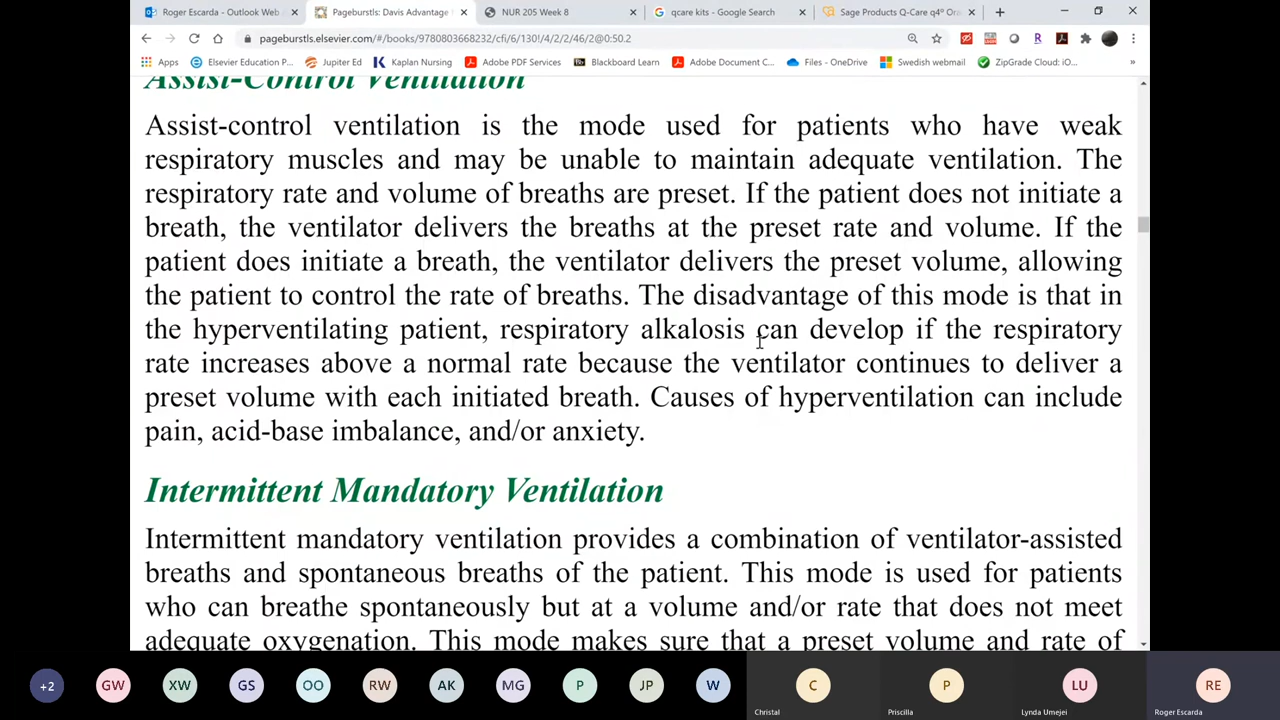 Roger Escarda - Outlook Web
Pageburstls: Davis Advantage
NUR 205 Week 8
qcare kits - Google Search
Sage Products Q-Care q4® Ora
pageburstls.elsevier.com/#/books/9780803668232/cfi/6/130!/4/2/2/4/46/2@0:50.2
Apps
Elsevier Education P...
Jupiter Ed
Kaplan Nursing
Adobe PDF Services
Blackboard Learn
Adobe Document C...
Files - OneDrive
Swedish webmail
ZipGrade Cloud: iO...
»
Assist-Control Ventilation
Assist-control ventilation is the mode used for patients who have weak
respiratory muscles and may be unable to maintain adequate ventilation. The
respiratory rate and volume of breaths are preset. If the patient does not initiate a
breath, the ventilator delivers the breaths at the preset rate and volume. If the
patient does initiate a breath, the ventilator delivers the preset volume, allowing
the patient to control the rate of breaths. The disadvantage of this mode is that in
the hyperventilating patient, respiratory alkalosis can develop if the respiratory
rate increases above a normal rate because the ventilator continues to deliver a
preset volume with each initiated breath. Causes of hyperventilation can include
pain, acid-base imbalance, and/or anxiety.
Intermittent Mandatory Ventilation
Intermittent mandatory ventilation provides a combination of ventilator-assisted
breaths and spontaneous breaths of the patient. This mode is used for patients
who can breathe spontaneously but at a volume and/or rate that does not meet
adequate oxygenation. This mode makes sure that a preset volume and rate of
+2
GW
XW
GS
OO
RW
AK
MG
P
JP
W
C
Christal
P
Priscilla
LU
Lynda Umejei
RE
Roger Escarda